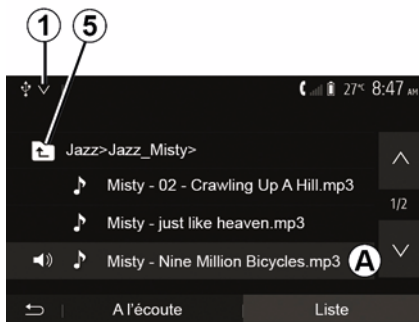 1 5
27°C 8:47 AM
Jazz>Jazz_Misty>
Misty - 02 - Crawling Up A Hill.mp3
1/2
Misty - just like heaven.mp3
Misty - Nine Million Bicycles.mp3 A
A l'écoute Liste